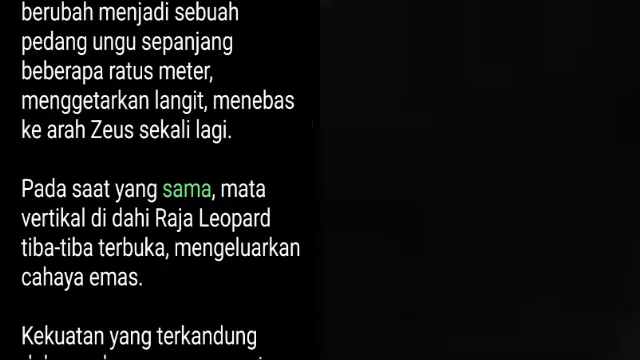 berubah menjadi sebuah
pedang ungu sepanjang
beberapa ratus meter,
menggetarkan langit, menebas
ke arah Zeus sekali lagi.
Pada saat yang sama, mata
vertikal di dahi Raja Leopard
tiba-tiba terbuka, mengeluarkan
cahaya emas.
Kekuatan yang terkandung